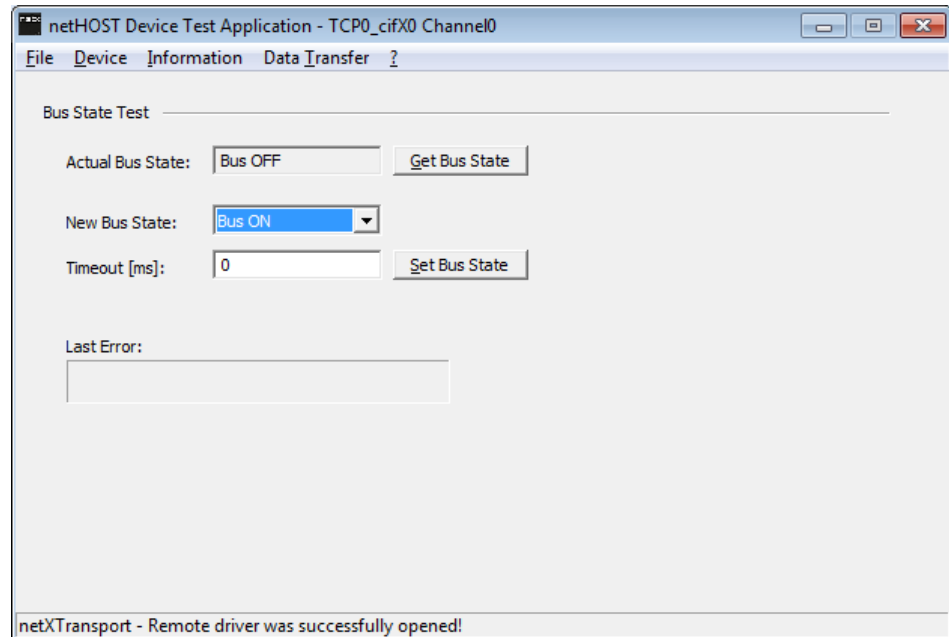 netHOST Device Test Application - TCP0_cifX0 Channel0
File Device Information Data Transfer ?
Bus State Test
Actual Bus State: Bus OFF Get Bus State
New Bus State: Bus ON
Timeout [ms]: 0 Set Bus State
Last Error:
netXTransport - Remote driver was successfully opened!